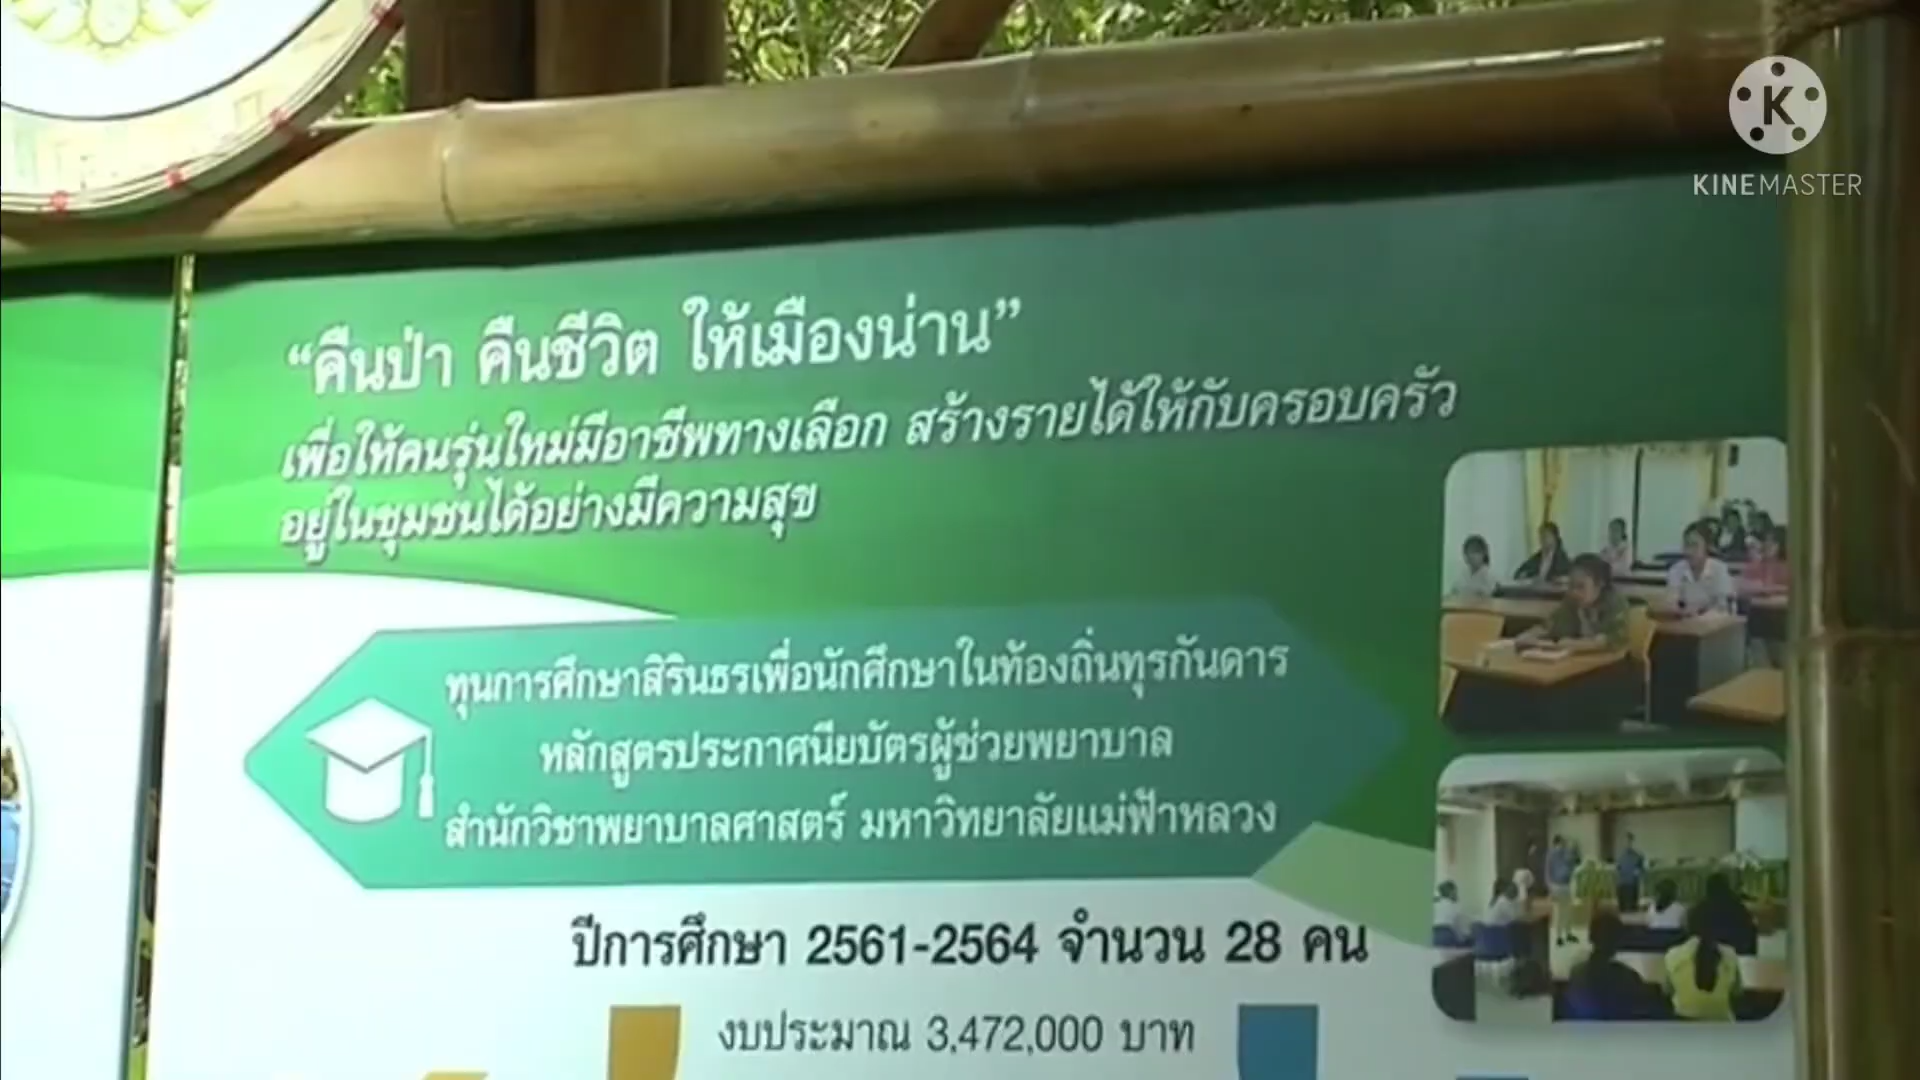 K
KINEMASTER
“คืนป่า คืนชีวิต ให้เมืองน่าน”
เพื่อให้คนรุ่นใหม่มีอาชีพทางเลือก สร้างรายได้ให้กับครอบครัว
อยู่ในชุมชนได้อย่างมีความสุข
ทุนการศึกษาสิรินธรเพื่อนักศึกษาในท้องถิ่นทุรกันดาร
หลักสูตรประกาศนียบัตรผู้ช่วยพยาบาล
สำนักวิชาพยาบาลศาสตร์ มหาวิทยาลัยแม่ฟ้าหลวง
ปีการศึกษา 2561-2564 จำนวน 28 คน
งบประมาณ 3,472,000 บาท